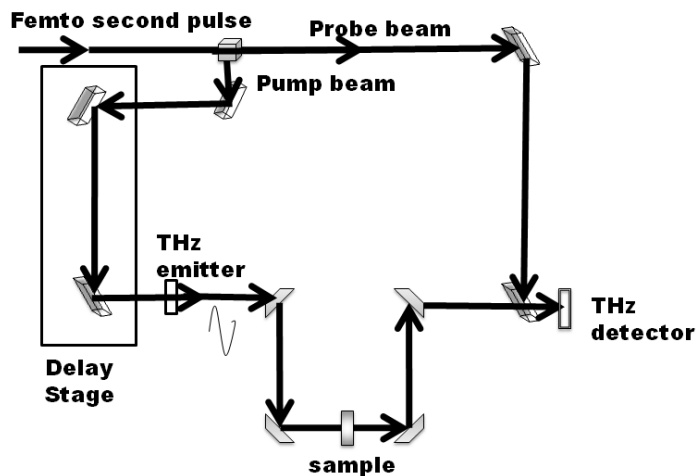 Femto second pulse
Probe beam
Pump beam
THz
emitter
THz
detector
Delay
Stage
sample